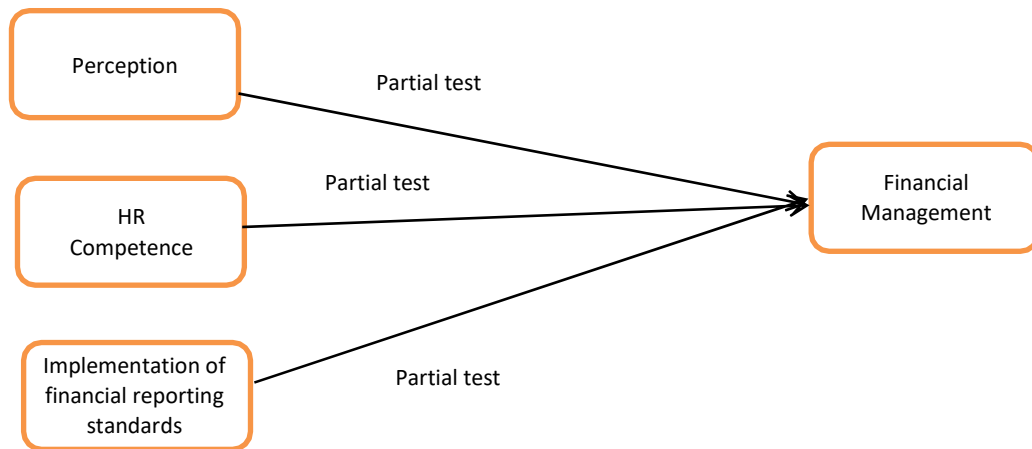 Perception
Partial test
Partial test
HR
Competence
Financial
Management
Implementation of
financial reporting
standards
Partial test